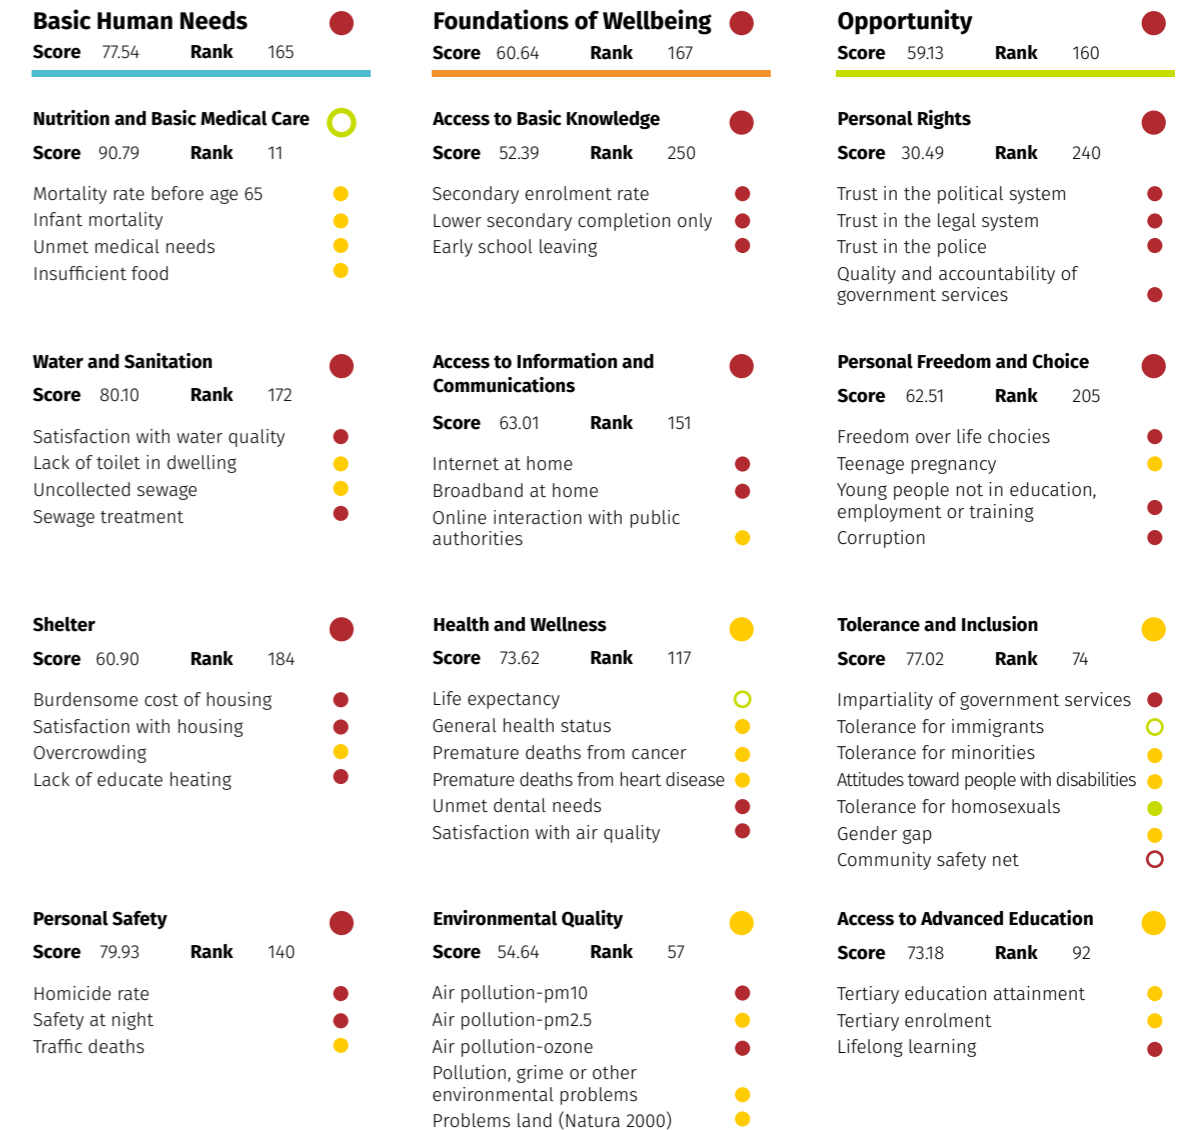 Basic Human Needs
Score 77.54 Rank 165
Nutrition and Basic Medical Care
Score 90.79 Rank 11
Mortality rate before age 65
Infant mortality
Unmet medical needs
Insufficient food
Water and Sanitation
Score 80.10 Rank 172
Satisfaction with water quality
Lack of toilet in dwelling
Uncollected sewage
Sewage treatment
Shelter
Score 60.90 Rank 184
Burdensome cost of housing
Satisfaction with housing
Overcrowding
Lack of educate heating
Personal Safety
Score 79.93 Rank 140
Homicide rate
Safety at night
Traffic deaths
Foundations of Wellbeing
Score 60.64 Rank 167
Access to Basic Knowledge
Score 52.39 Rank 250
Secondary enrolment rate
Lower secondary completion only
Early school leaving
Access to Information and
Communications
Score 63.01 Rank 151
Internet at home
Broadband at home
Online interaction with public
authorities
Health and Wellness
Score 73.62 Rank 117
Life expectancy
General health status
Premature deaths from cancer
Premature deaths from heart disease
Unmet dental needs
Satisfaction with air quality
Environmental Quality
Score 54.64 Rank 57
Air pollution-pm10
Air pollution-pm2.5
Air pollution-ozone
Pollution, grime or other
environmental problems
Problems land (Natura 2000)
Opportunity
Score 59.13 Rank 160
Personal Rights
Score 30.49 Rank 240
Trust in the political system
Trust in the legal system
Trust in the police
Quality and accountability of
government services
Personal Freedom and Choice
Score 62.51 Rank 205
Freedom over life chocies
Teenage pregnancy
Young people not in education,
employment or training
Corruption
Tolerance and Inclusion
Score 77.02 Rank 74
Impartiality of government services
Tolerance for immigrants
Tolerance for minorities
Attitudes toward people with disabilities
Tolerance for homosexuals
Gender gap
Community safety net
Access to Advanced Education
Score 73.18 Rank 92
Tertiary education attainment
Tertiary enrolment
Lifelong learning